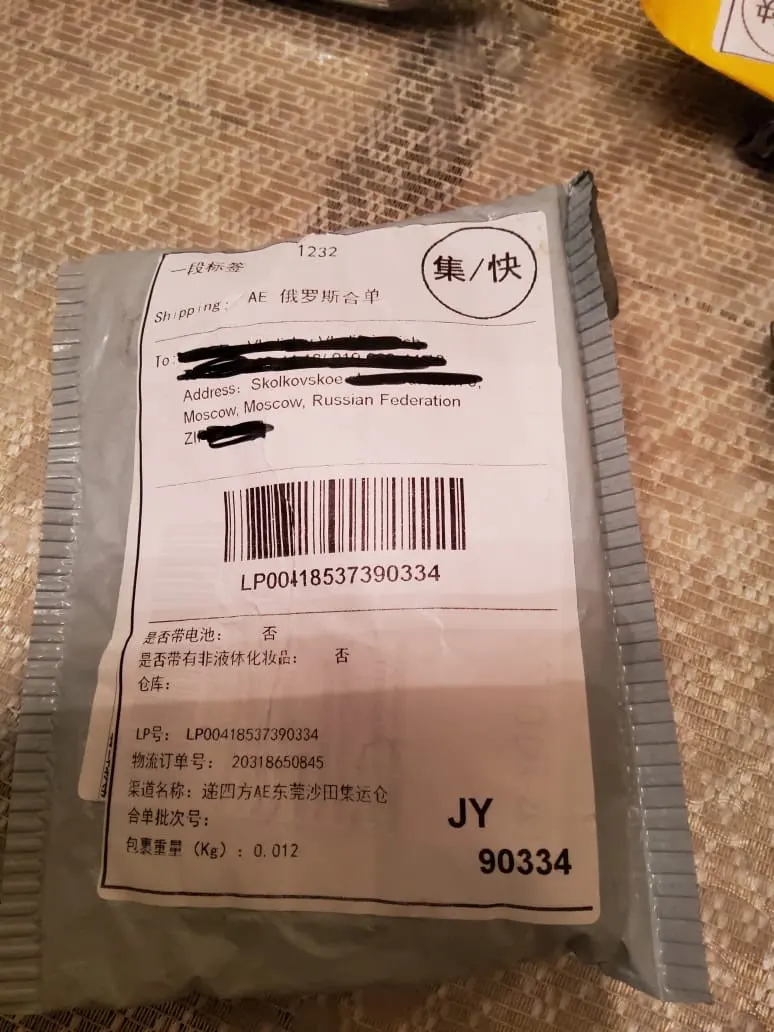 1232
一段标签
集/快
Shipping: AE 俄罗斯合单
To:
Address: Skolkovskoe
Moscow, Moscow, Russian Federation
LP00418537390334
是否带电池: 否
是否带有非液体化妆品: 否
仓库:
LP号: LP00418537390334
物流订单号: 20318650845
渠道名称: 递四方AE东莞沙田集运仓
合单批次号:
包裹重量 (Kg) : 0.012
JY
90334
快